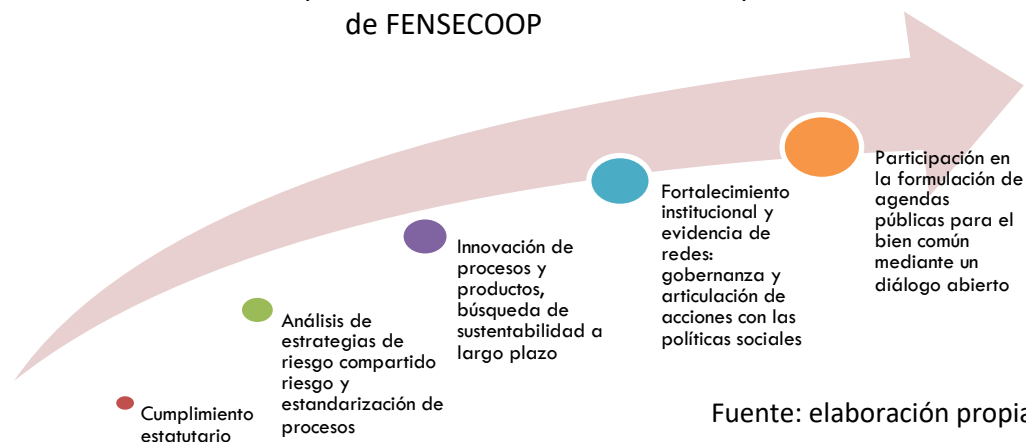 de FENSECOOP
Participación en
la formulación de
agendas
públicas para el
bien común
mediante un
diálogo abierto
Fortalecimiento
institucional y
evidencia de
redes:
gobernanza y
articulación de
acciones con las
políticas sociales
Innovación de
procesos y
productos,
búsqueda de
sustentabilidad a
largo plazo
Análisis de
estrategias de
riesgo compartido
riesgo y
estandarización de
procesos
Cumplimiento
estatutario
Fuente: elaboración propia